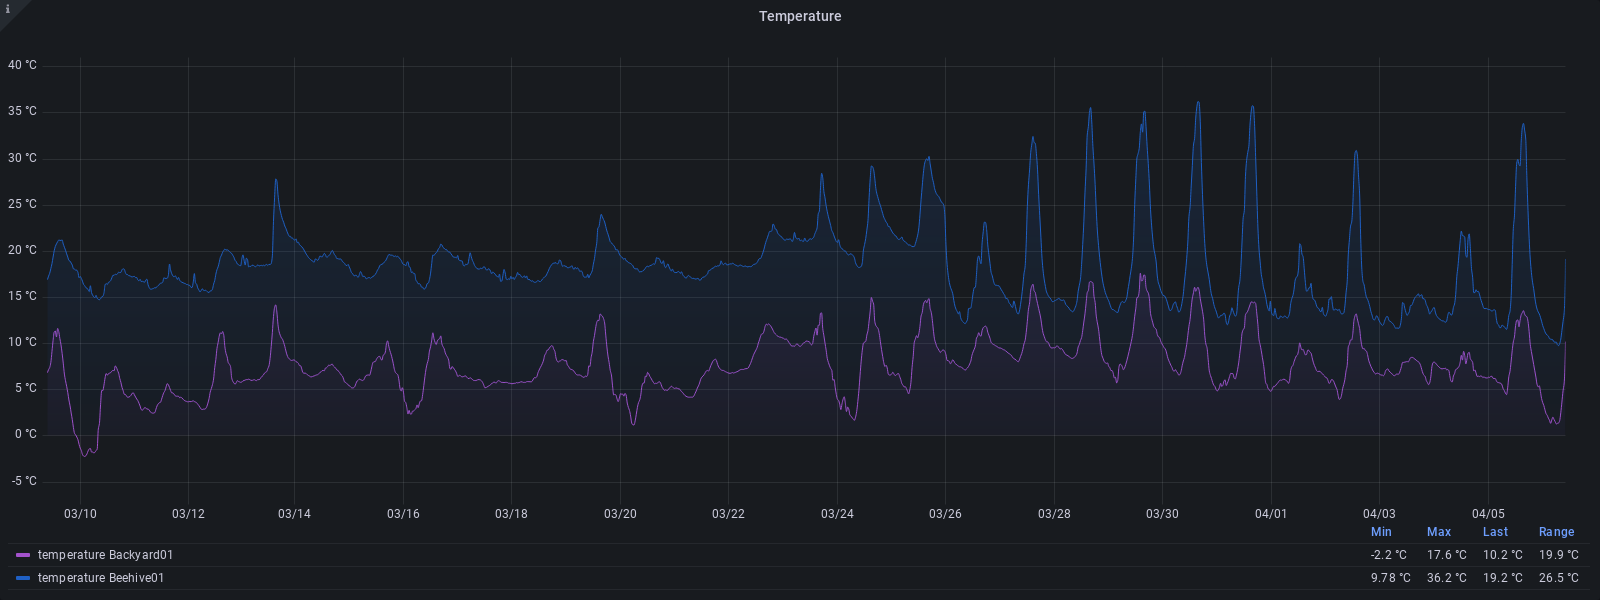 i
Temperature
40 °C
35 °C
30 °C
25 °C
20 °C
15 °C
10 °C
5 °C
0 °C
-5 °C
03/10 03/12 03/14 03/16 03/18 03/20 03/22 03/24 03/26 03/28 03/30 04/01 04/03 04/05
Min Max Last Range
temperature Backyard01 -2.2 °C 17.6 °C 10.2 °C 19.9 °C
temperature Beehive01 9.78 °C 36.2 °C 19.2 °C 26.5 °C